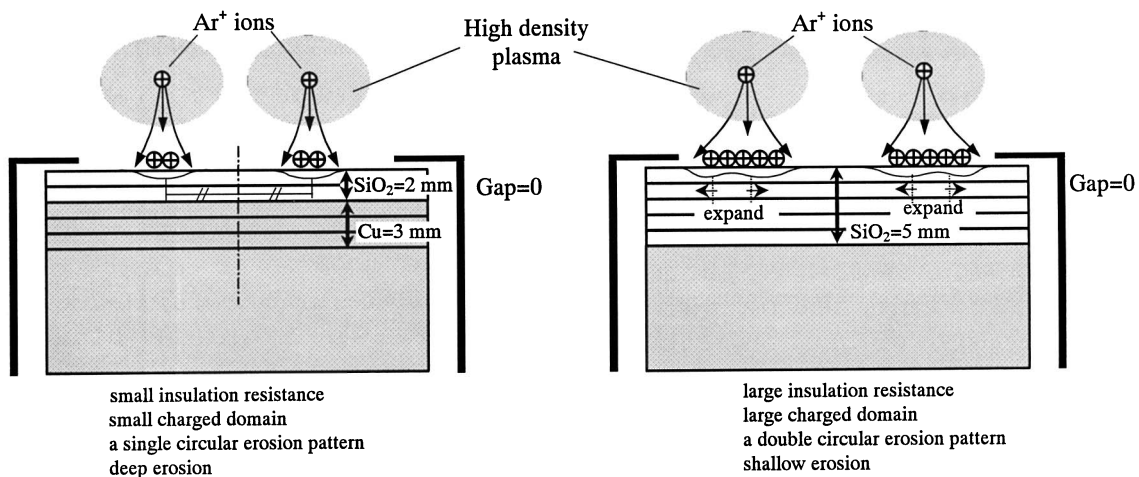 Ar⁺ ions
High density
plasma
Ar⁺ ions
SiO₂=2 mm
Gap=0
Cu=3 mm
expand
expand
SiO₂=5 mm
Gap=0
small insulation resistance
small charged domain
a single circular erosion pattern
deep erosion
large insulation resistance
large charged domain
a double circular erosion pattern
shallow erosion